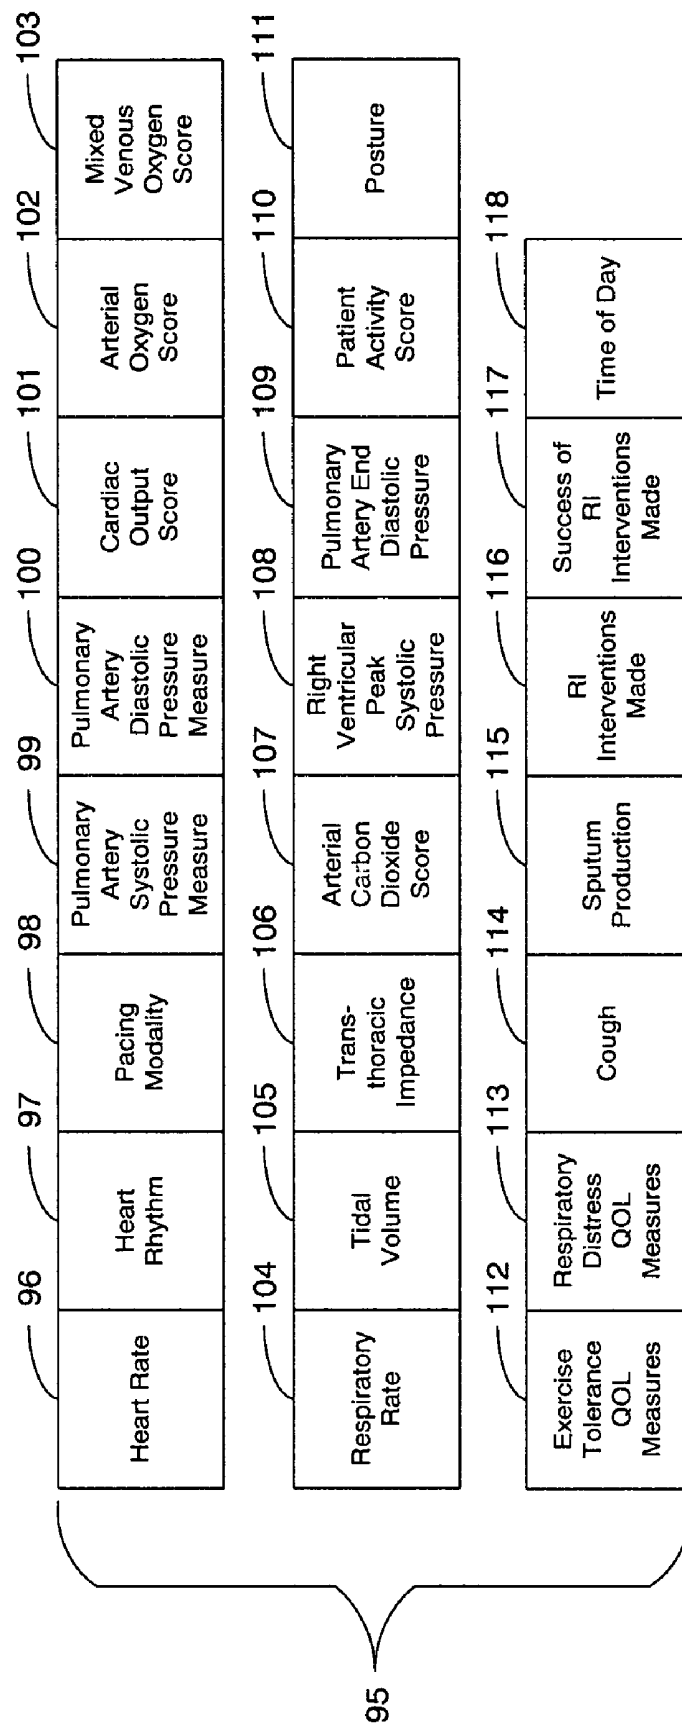 96
97
98
99
100
101
102
103
Heart Rate
Heart
Rhythm
Pacing
Modality
Pulmonary
Artery
Systolic
Pressure
Measure
Pulmonary
Artery
Diastolic
Pressure
Measure
Cardiac
Output
Score
Arterial
Oxygen
Score
Mixed
Venous
Oxygen
Score
104
105
106
107
108
109
110
111
Respiratory
Rate
Tidal
Volume
Trans-
thoracic
Impedance
Arterial
Carbon
Dioxide
Score
Right
Ventricular
Peak
Systolic
Pressure
Pulmonary
Artery End
Diastolic
Pressure
Patient
Activity
Score
Posture
112
113
114
115
116
117
118
Exercise
Tolerance
QOL
Measures
Respiratory
Distress
QOL
Measures
Cough
Sputum
Production
RI
Interventions
Made
Success of
RI
Interventions
Made
Time of Day
95